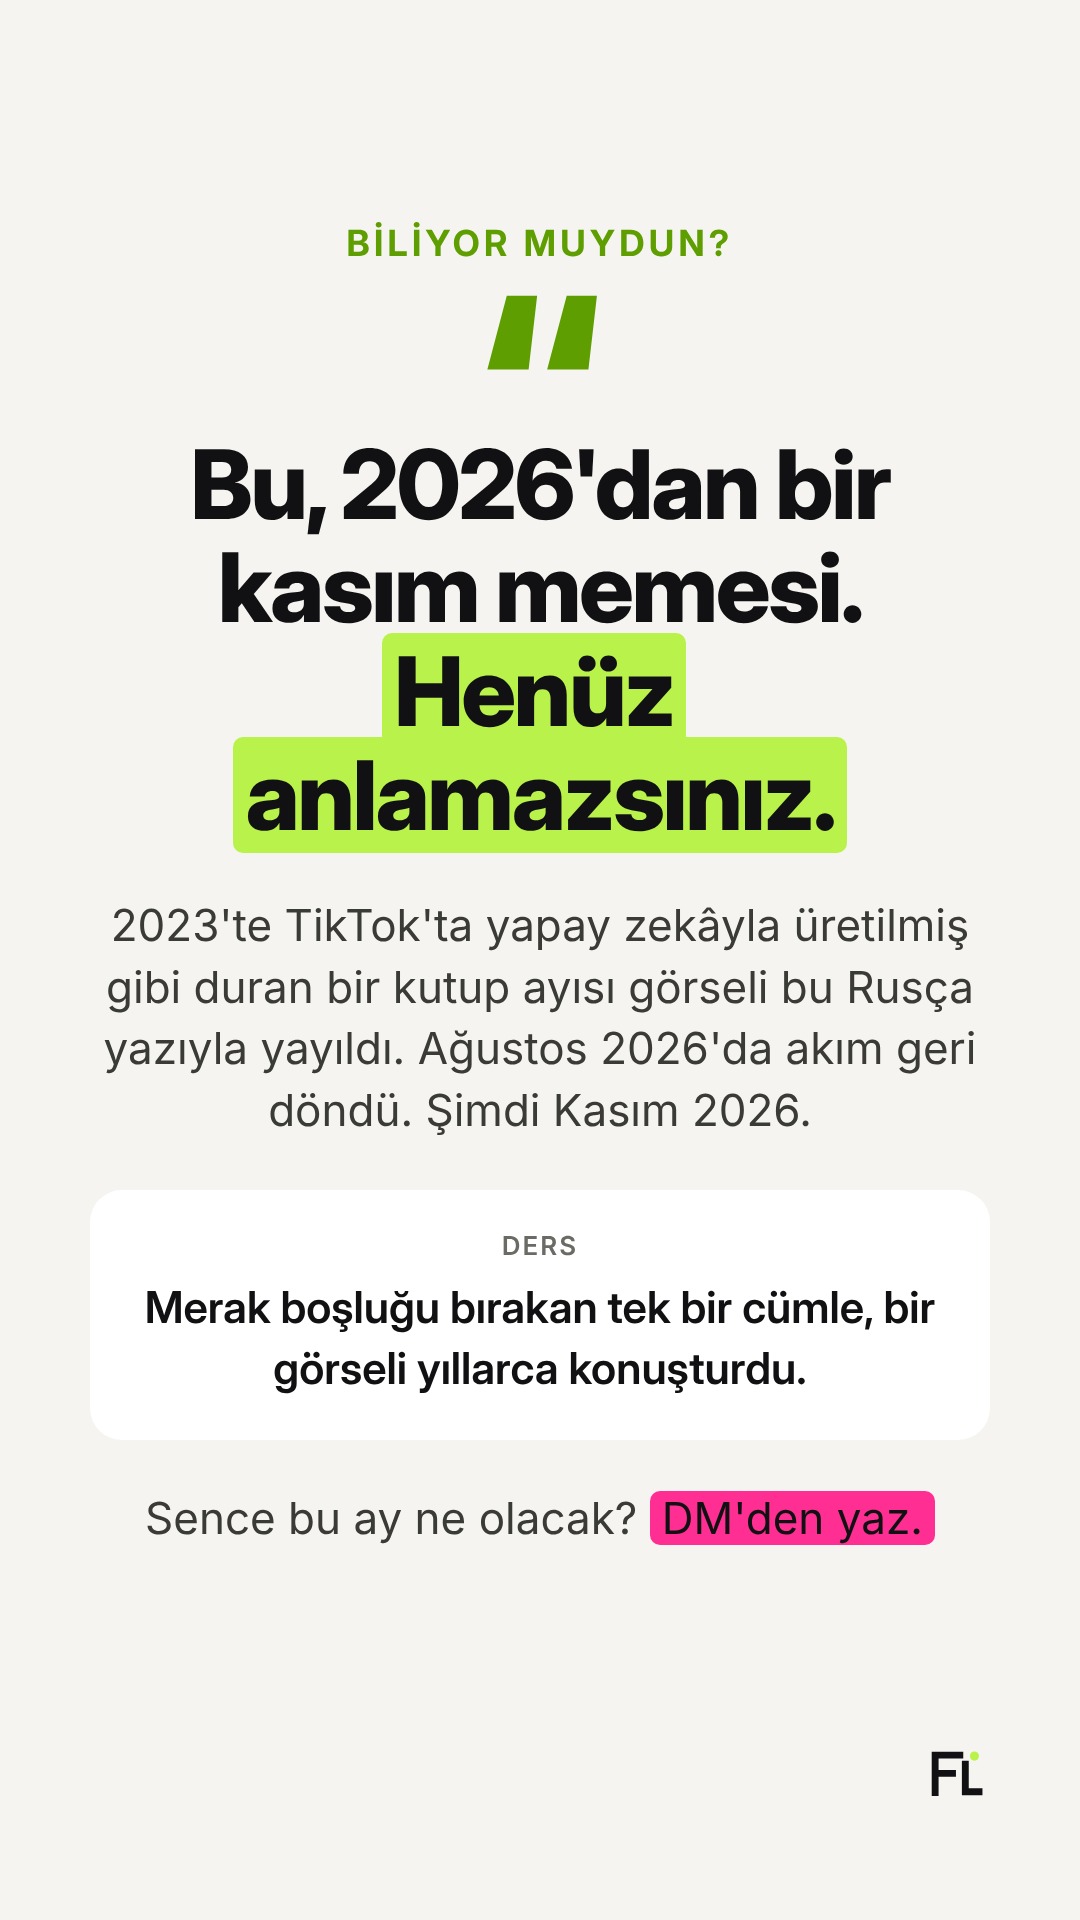 BİLİYOR MUYDUN?
"
Bu, 2026'dan bir
kasım memesi.
Henüz
anlamazsınız.
2023'te TikTok'ta yapay zekâyla üretilmiş
gibi duran bir kutup ayısı görseli bu Rusça
yazıyla yayıldı. Ağustos 2026'da akım geri
döndü. Şimdi Kasım 2026.
DERS
Merak boşluğu bırakan tek bir cümle, bir
görseli yıllarca konuşturdu.
Sence bu ay ne olacak? DM'den yaz.
FL